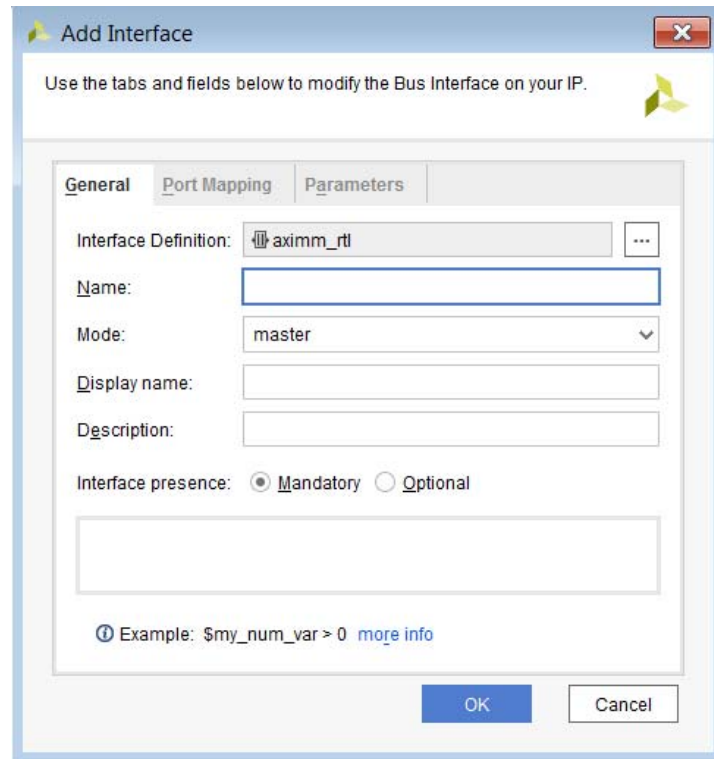 Add Interface
Use the tabs and fields below to modify the Bus Interface on your IP.
General Port Mapping Parameters
Interface Definition: aximm_rtl ...
Name:
Mode: master
Display name:
Description:
Interface presence: Mandatory Optional
Example: $my_num_var > 0 more info
OK Cancel